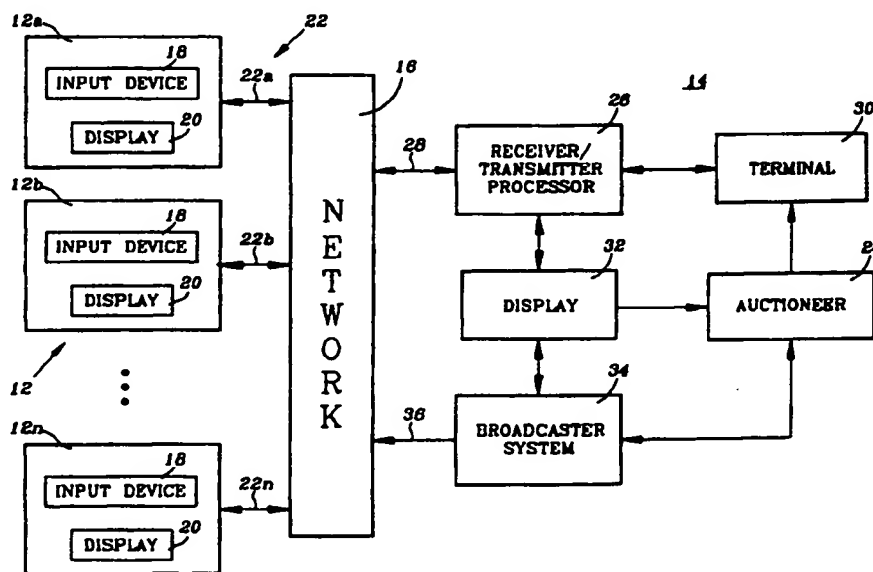 12a
22
18
INPUT DEVICE
22a
16
14
DISPLAY
20
26
30
RECEIVER/
TRANSMITTER
PROCESSOR
28
TERMINAL
12b
18
INPUT DEVICE
22b
NETWORK
32
DISPLAY
20
DISPLAY
AUCTIONEER
12
34
12n
36
BROADCASTER
SYSTEM
18
INPUT DEVICE
22n
DISPLAY
20